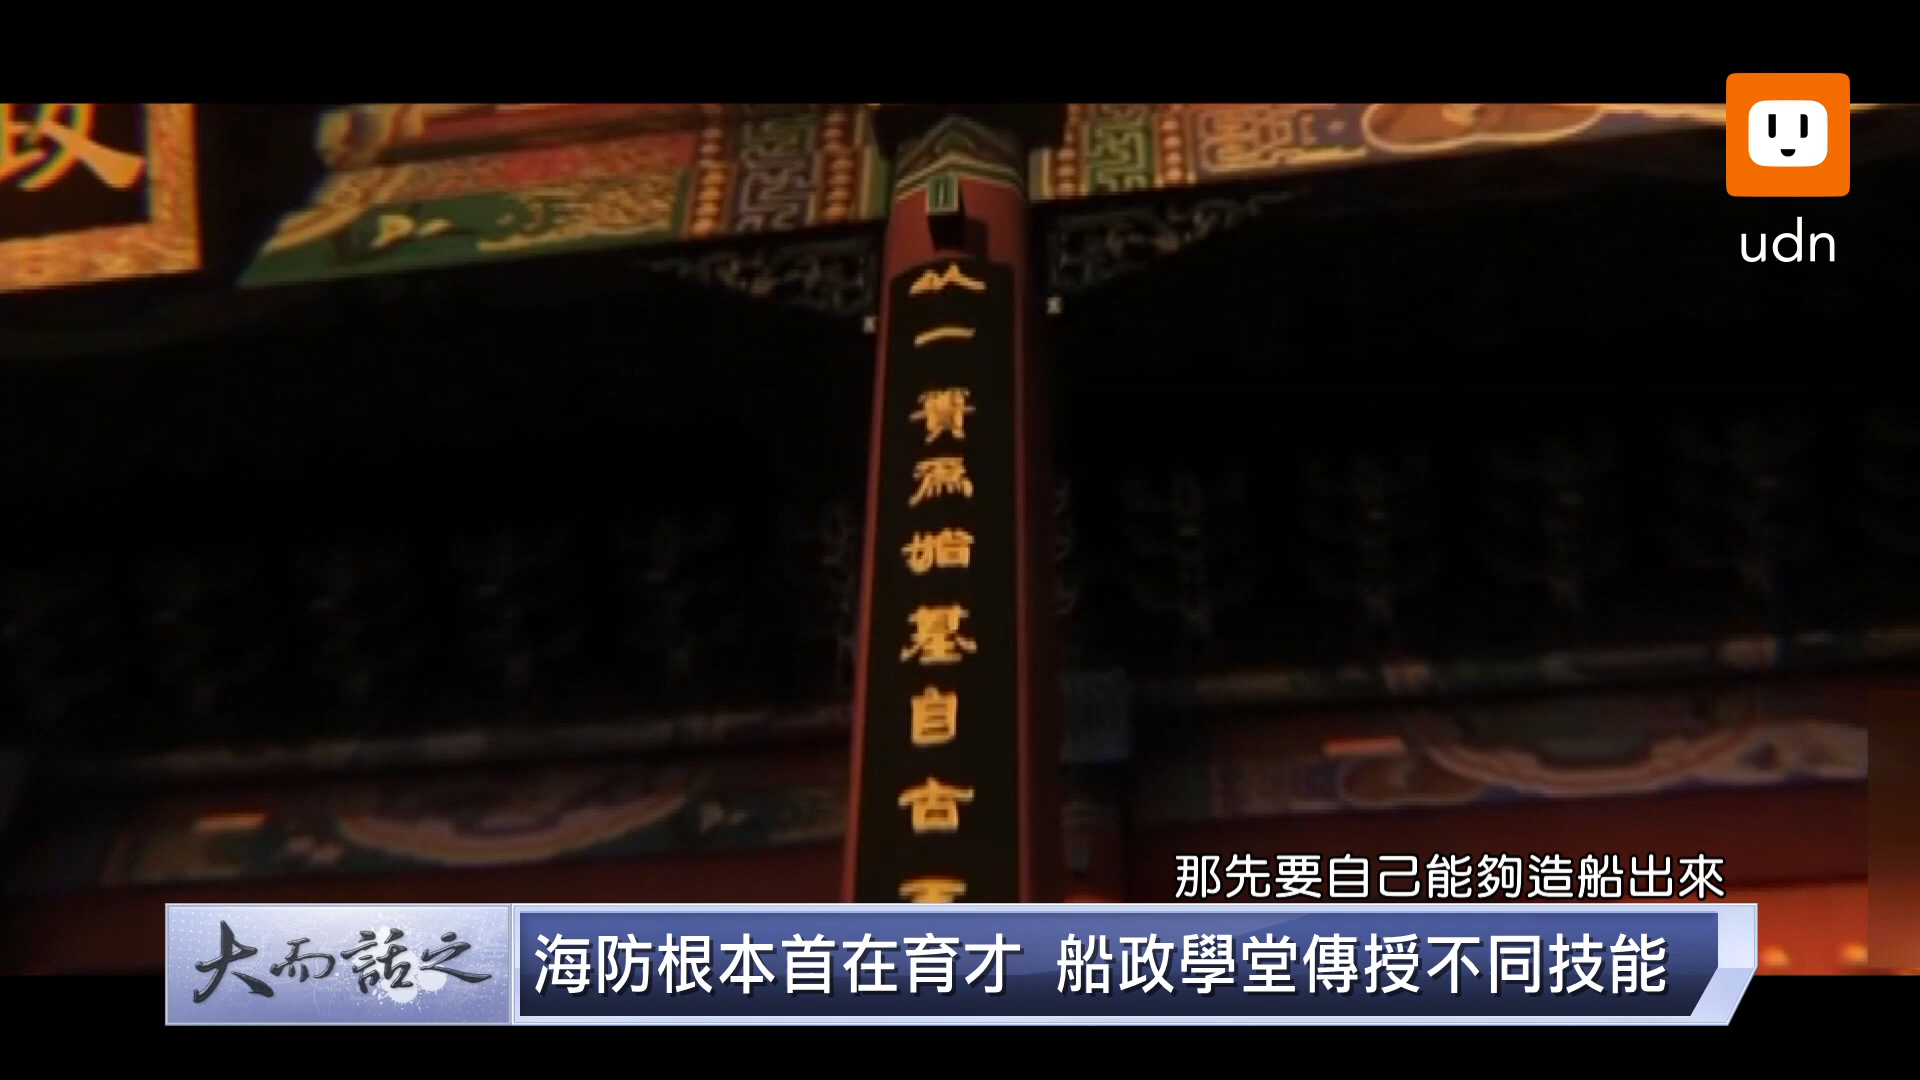 政
udn
以一簣為始基自古
那先要自己能夠造船出來
大而話之
海防根本首在育才 船政學堂傳授不同技能